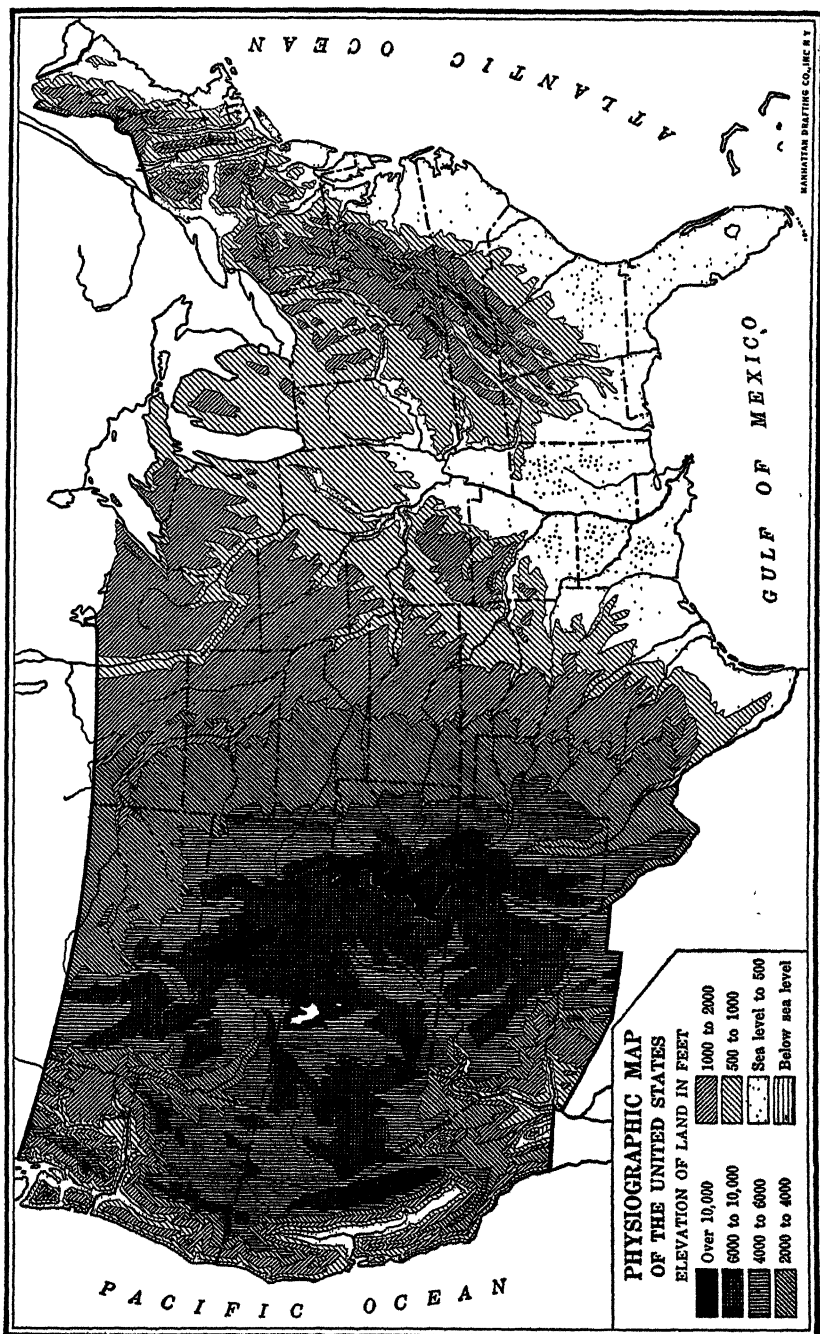 ATLANTIC OCEAN
PACIFIC OCEAN
GULF OF MEXICO
PHYSIOGRAPHIC MAP
OF THE UNITED STATES
ELEVATION OF LAND IN FEET
Over 10,000
6000 to 10,000
4000 to 6000
2000 to 4000
1000 to 2000
500 to 1000
Sea level to 500
Below sea level
MANHATTAN DRAFTING CO., INC. N Y